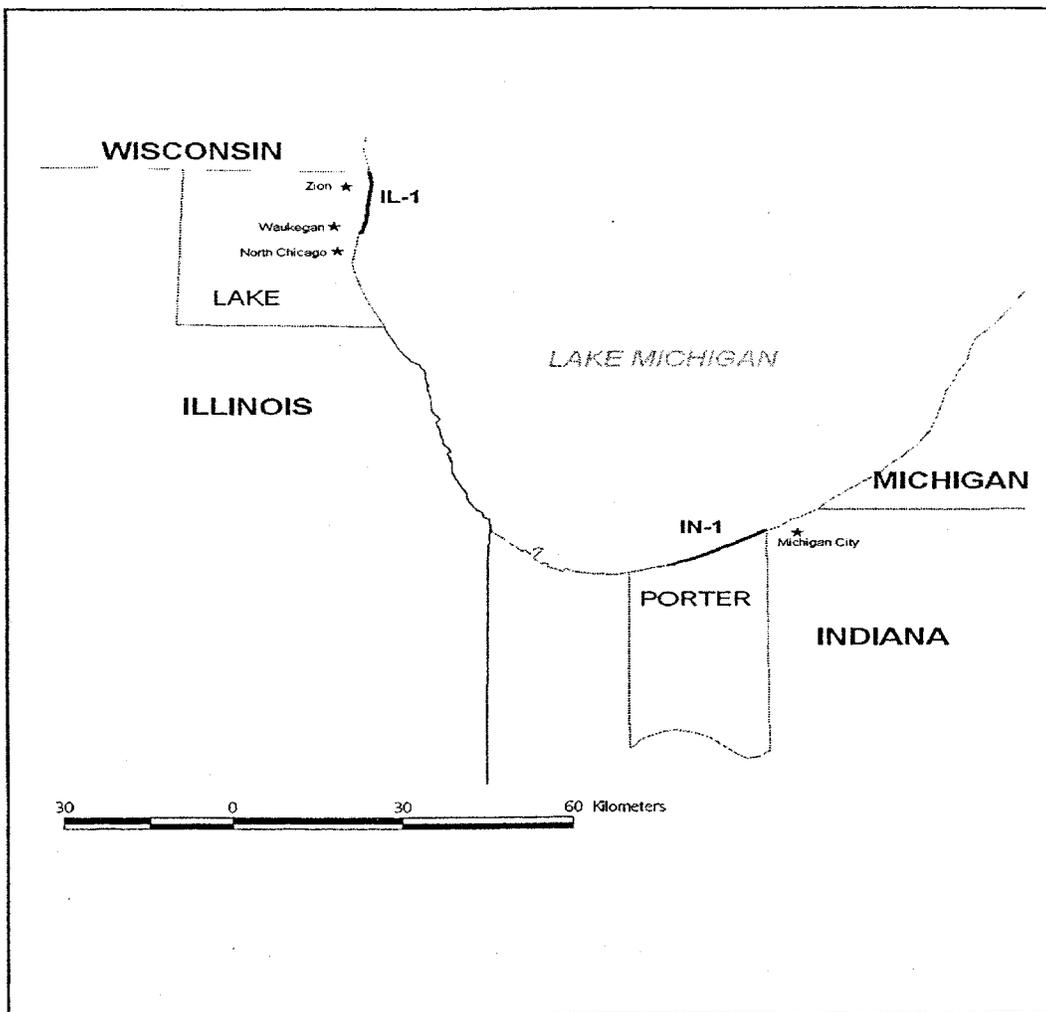 WISCONSIN
Zion
IL-1
Waukegan
North Chicago
LAKE
LAKE MICHIGAN
ILLINOIS
MICHIGAN
IN-1
Michigan City
PORTER
INDIANA
30 0 30 60 Kilometers